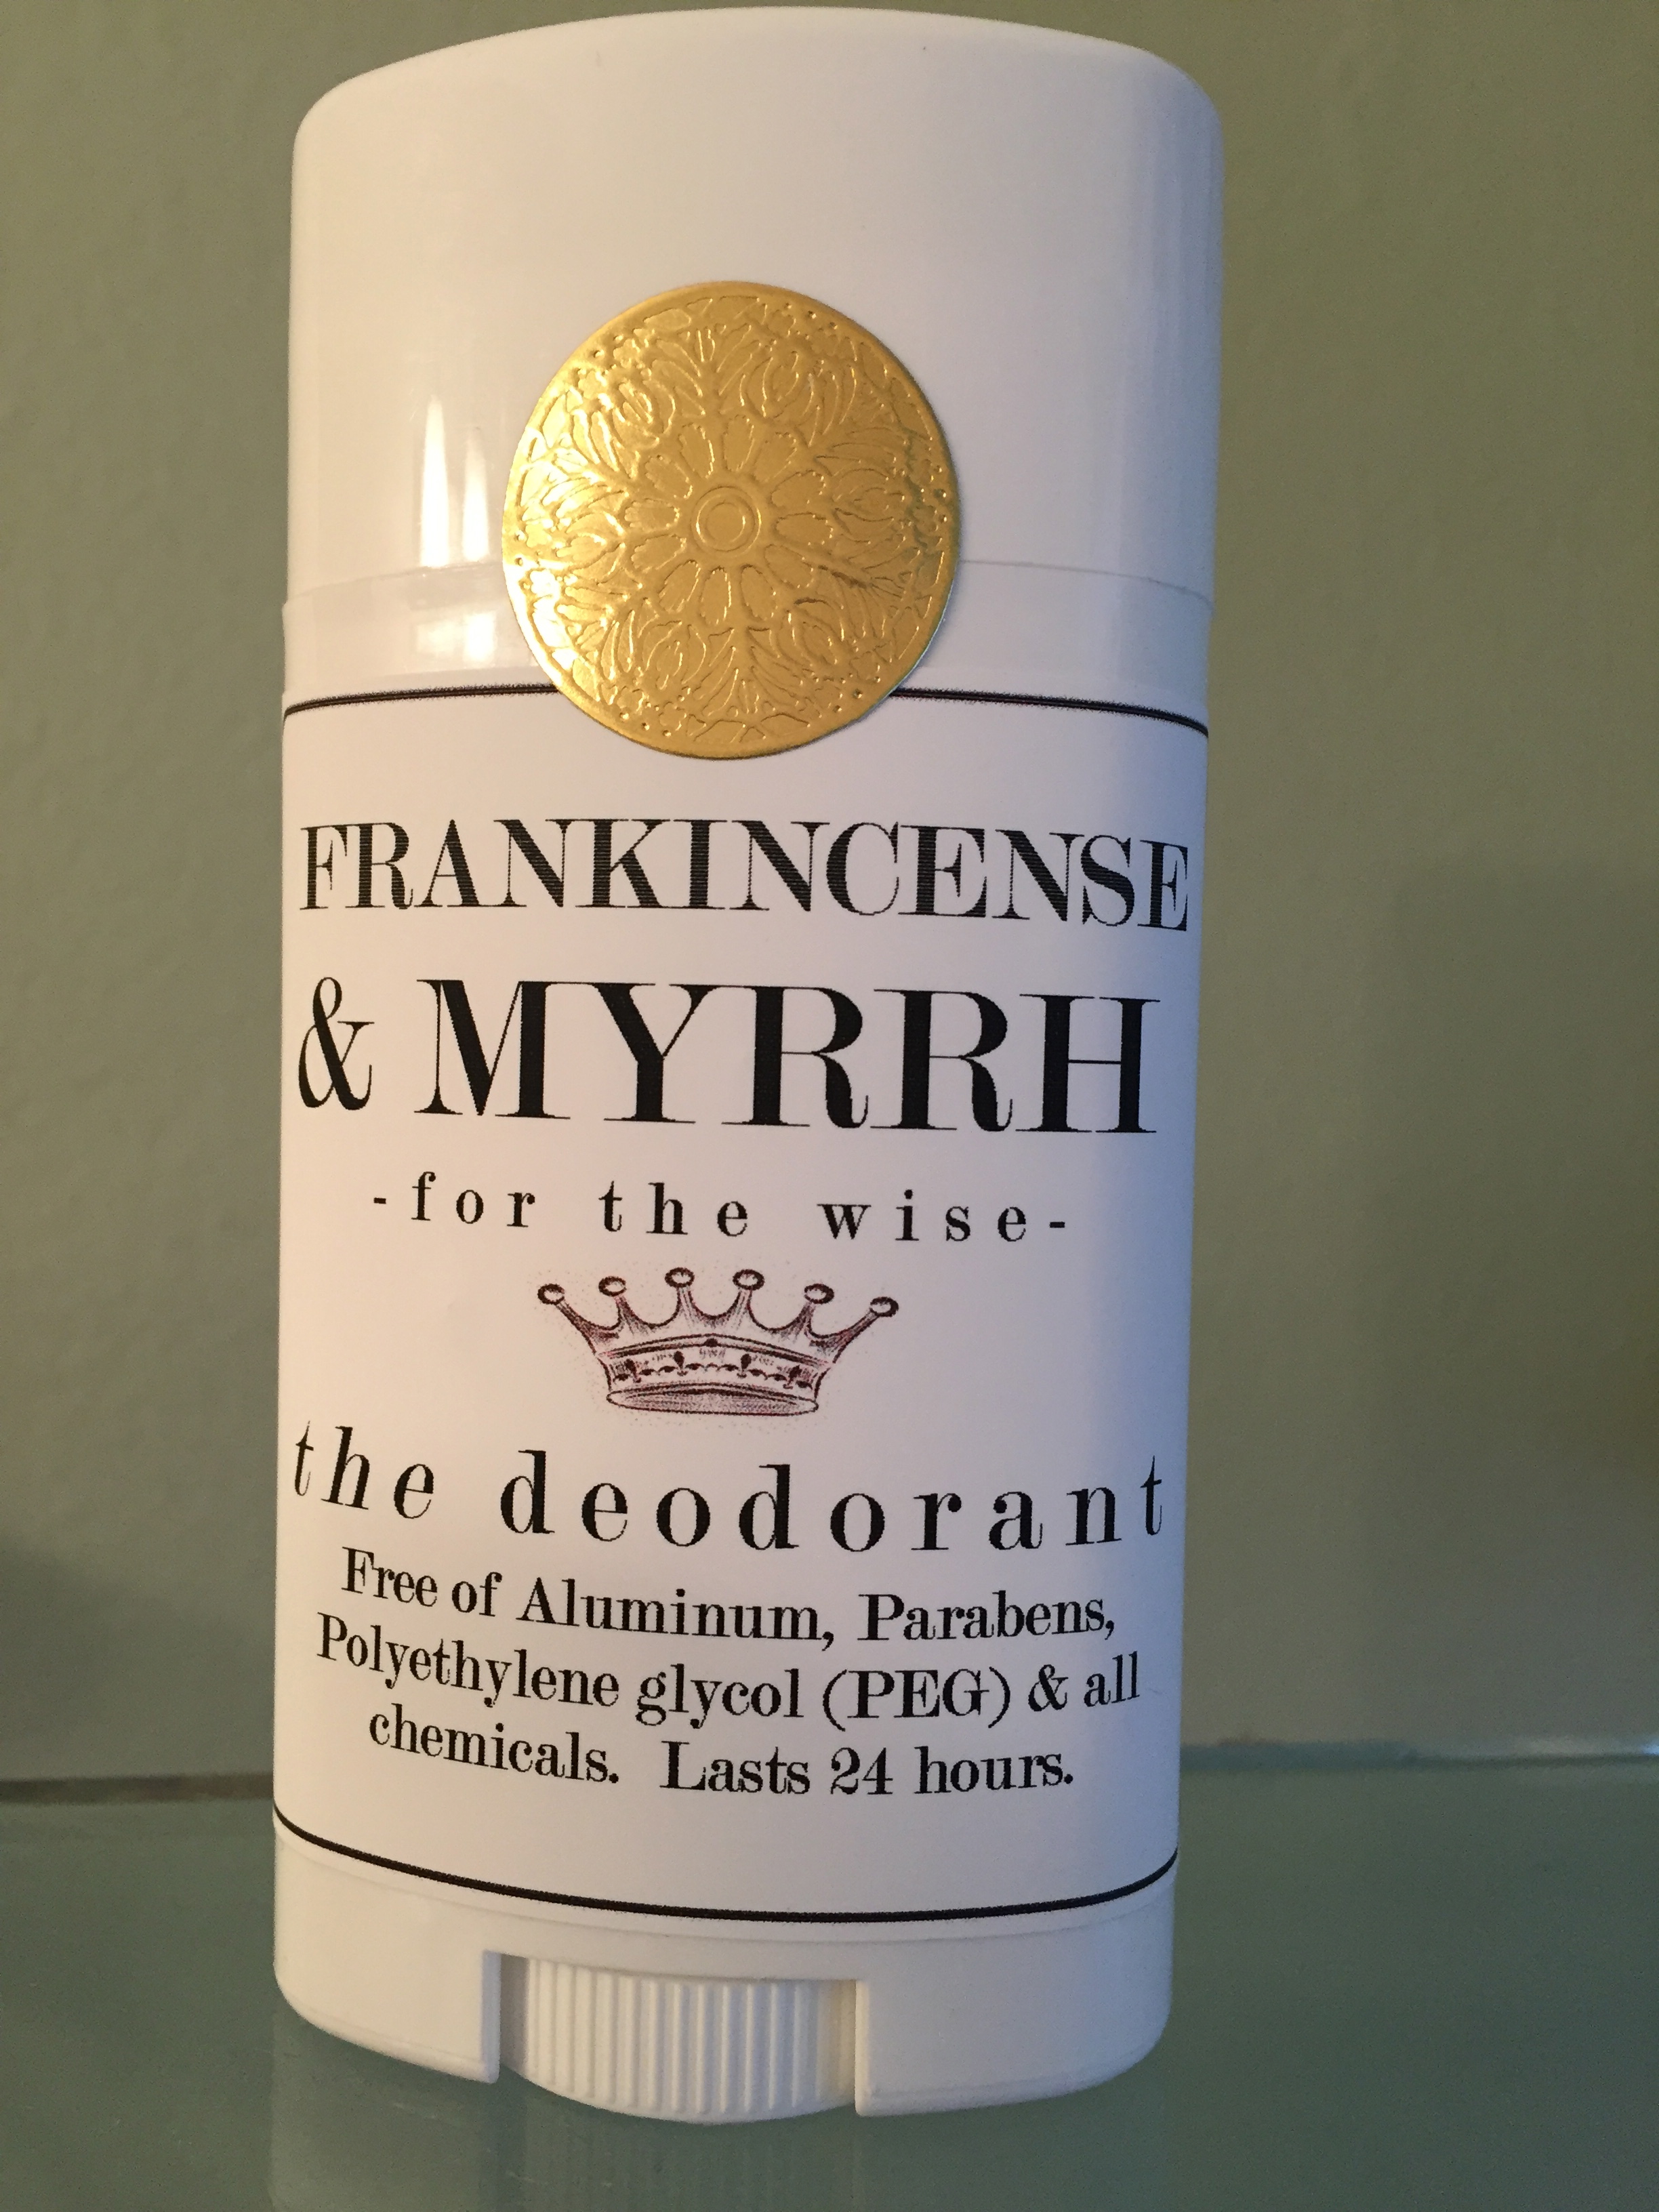 FRANKINCENSE
& MYRRH
-for the wise-
the deodorant
Free of Aluminum, Parabens,
Polyethylene glycol (PEG) & all
chemicals. Lasts 24 hours.